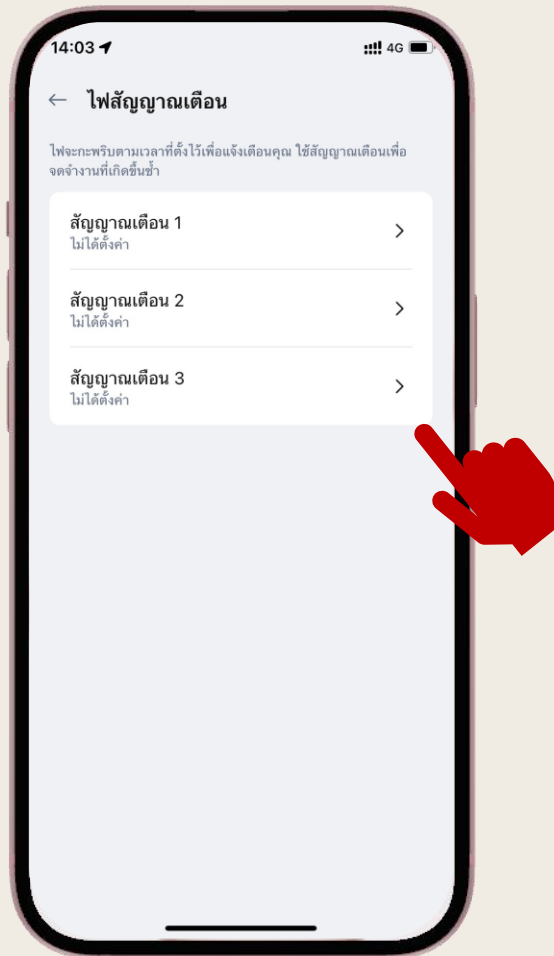 14:03 4G
ไฟสัญญาณเตือน
ไฟจะกะพริบตามเวลาที่ตั้งไว้เพื่อแจ้งเตือนคุณ ใช้สัญญาณเตือนเพื่อ
จดจำงานที่เกิดขึ้นซ้ำ
สัญญาณเตือน 1
ไม่ได้ตั้งค่า
สัญญาณเตือน 2
ไม่ได้ตั้งค่า
สัญญาณเตือน 3
ไม่ได้ตั้งค่า